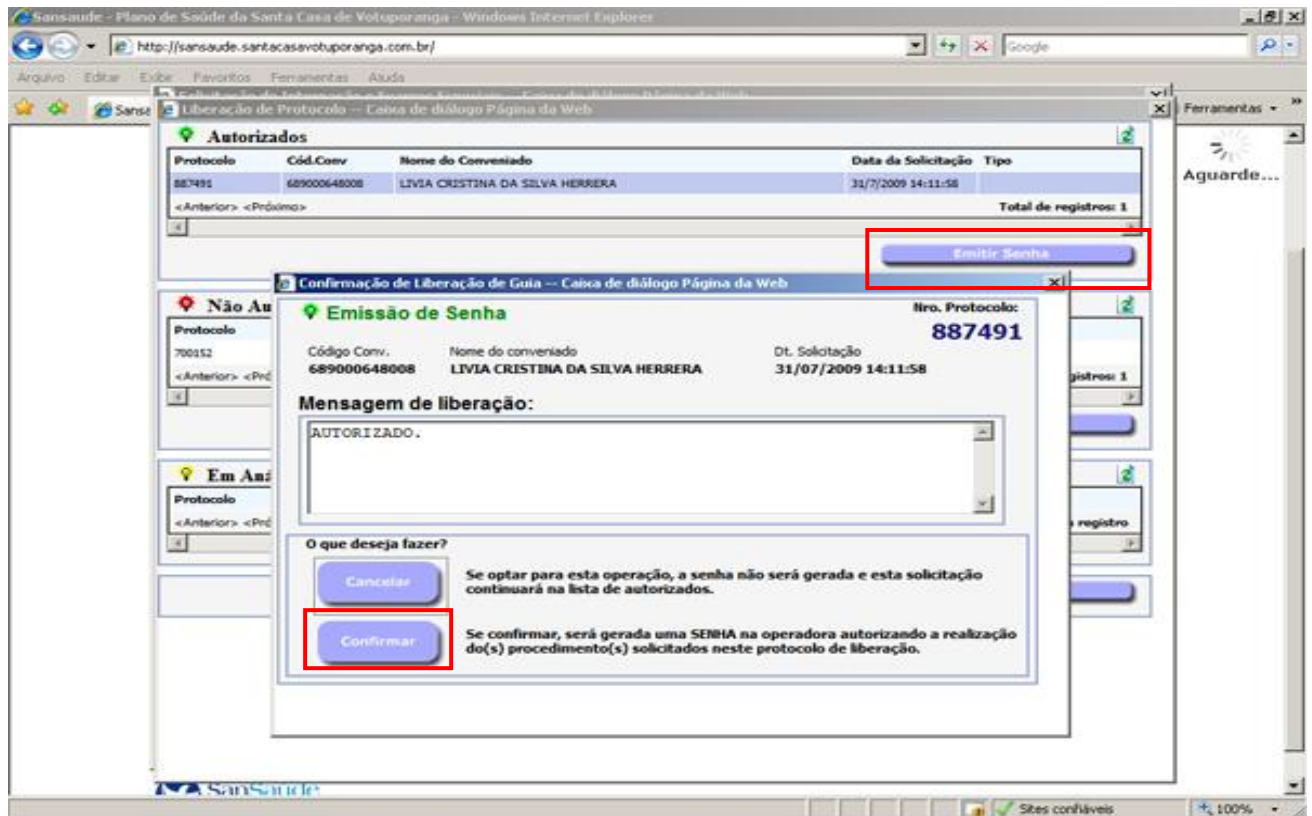 Sansaude - Plano de Saúde da Santa Casa de Votuporanga - Windows Internet Explorer
http://sansaude.santacasavotuporanga.com.br/
Google
Arquivo Editar Exibir Favoritos Ferramentas Ajuda
Ferramentas
Liberação de Protocolo -- Caixa de diálogo Página da Web
Aguarde...
Autorizados
Protocolo Cód.Conv Nome do Conveniado Data da Solicitação Tipo
887491 689000648008 LIVIA CRISTINA DA SILVA HERRERA 31/7/2009 14:11:58
<Anterior> <Próximo> Total de registros: 1
Emitir Senha
Confirmação de Liberação de Guia -- Caixa de diálogo Página da Web
Não Au
Protocolo
700152
<Anterior> <Pró
gistros: 1
Emissão de Senha
Nro. Protocolo:
887491
Código Conv. Nome do conveniado Dt. Solicitação
689000648008 LIVIA CRISTINA DA SILVA HERRERA 31/07/2009 14:11:58
Mensagem de liberação:
AUTORIZADO.
Em Aná
Protocolo
<Anterior> <Pró
registro
O que deseja fazer?
Cancelar
Se optar para esta operação, a senha não será gerada e esta solicitação
continuará na lista de autorizados.
Confirmar
Se confirmar, será gerada uma SENHA na operadora autorizando a realização
do(s) procedimento(s) solicitados neste protocolo de liberação.
SanSaúde
Sites confiáveis
100%